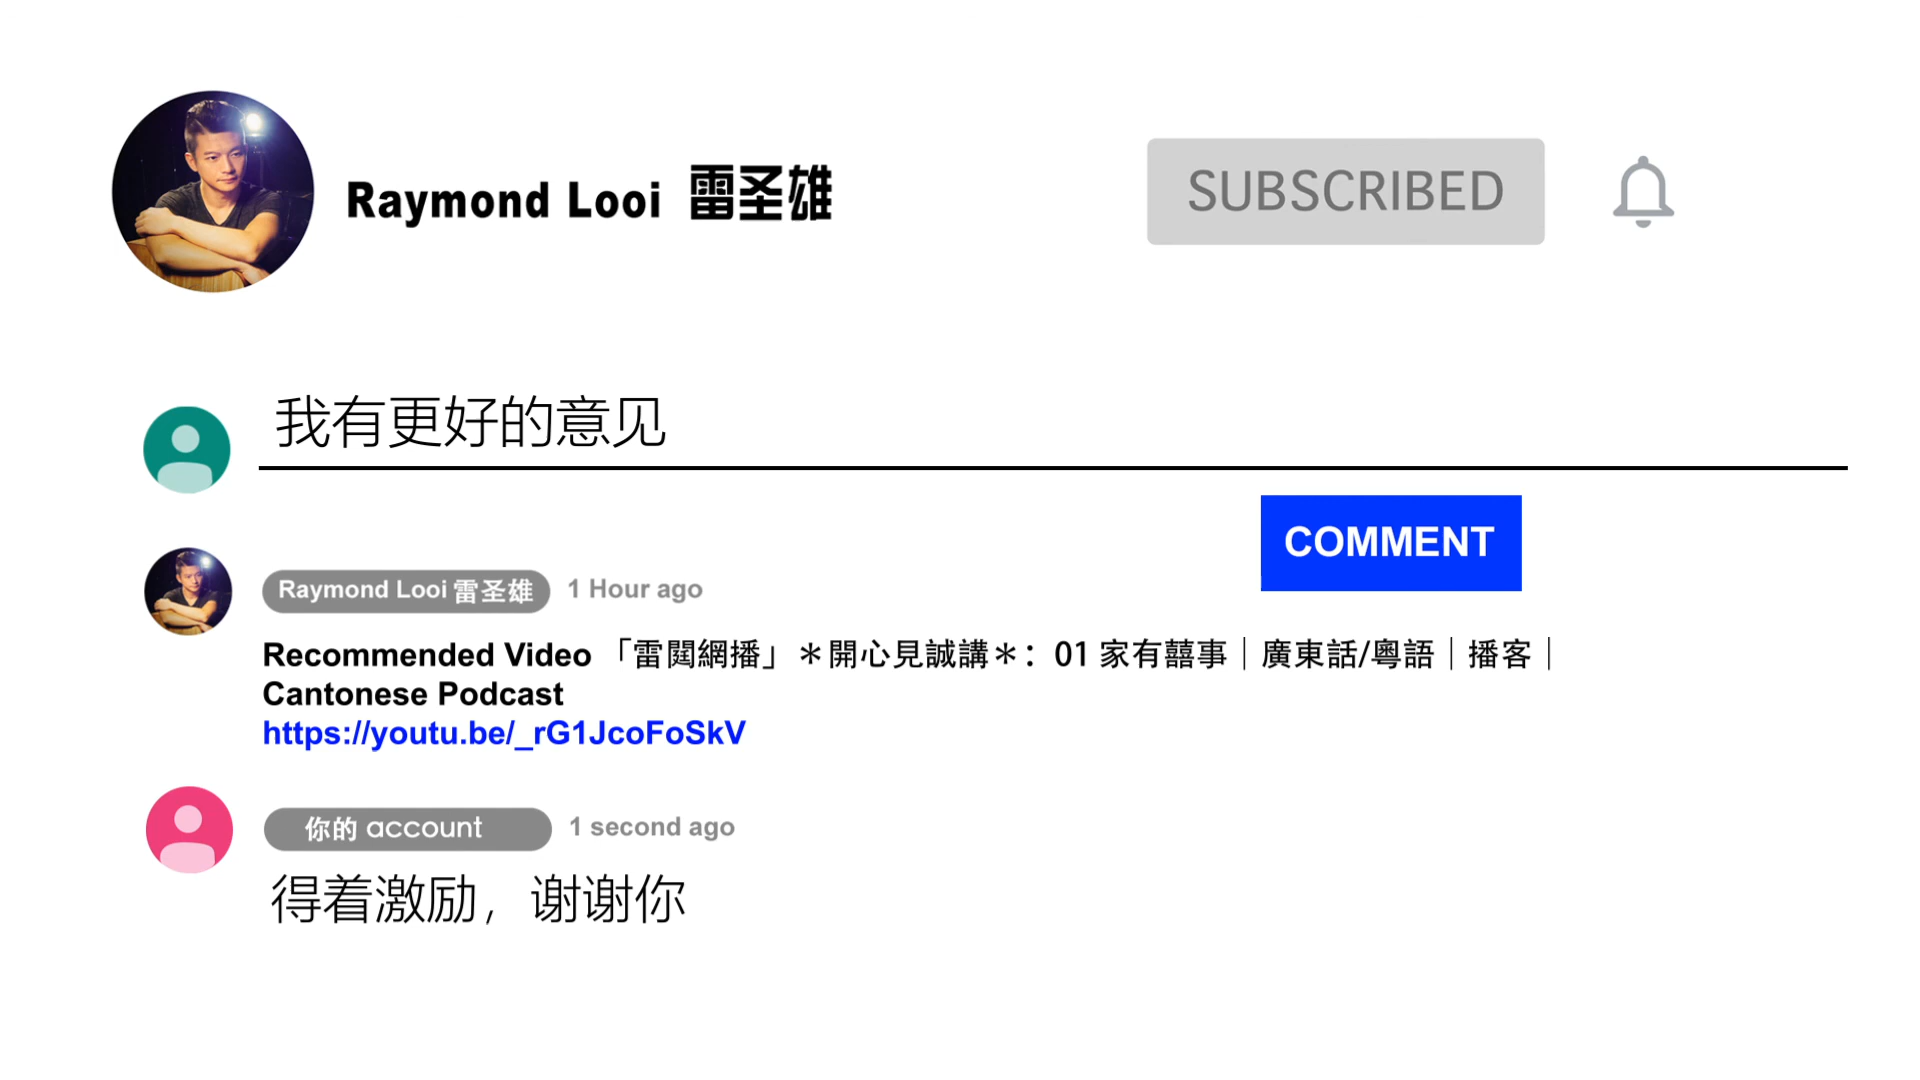 Raymond Looi 雷圣雄
SUBSCRIBED
我有更好的意见
COMMENT
Raymond Looi 雷圣雄 1 Hour ago
Recommended Video 「雷闊網播」＊開心見誠講＊：01 家有囍事｜廣東話/粵語｜播客｜
Cantonese Podcast
https://youtu.be/_rG1JcoFoSkV
你的 account 1 second ago
得着激励，谢谢你